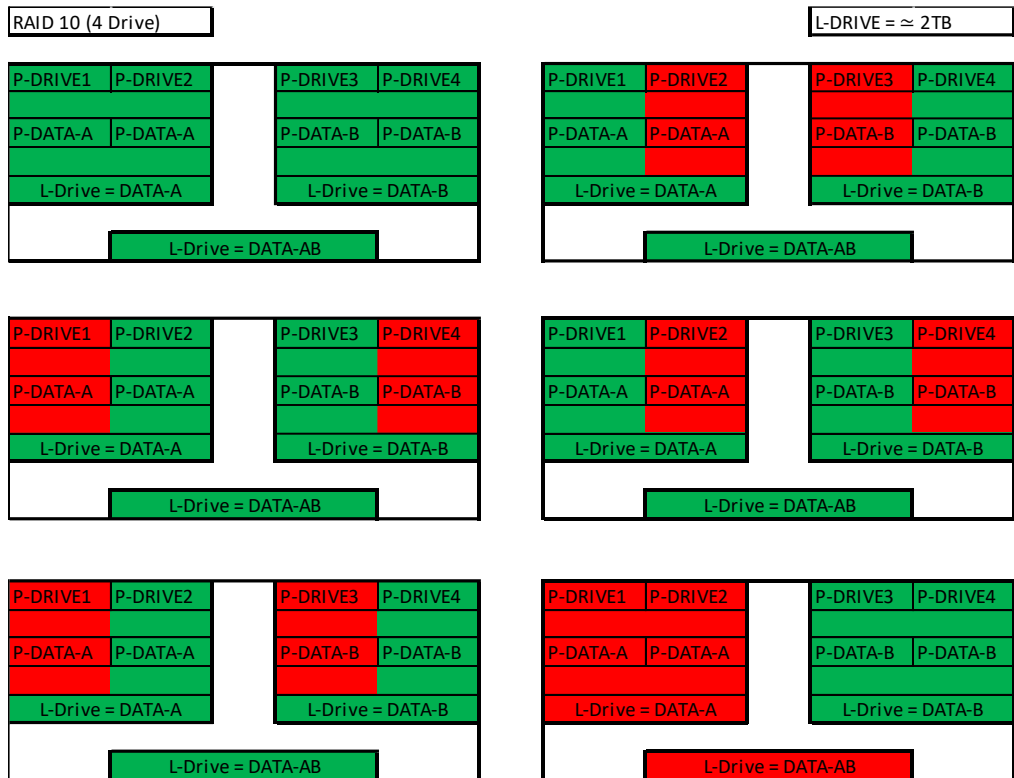 RAID 10 (4 Drive) L-DRIVE = ≃ 2TB
P-DRIVE1 P-DRIVE2 P-DRIVE3 P-DRIVE4 P-DRIVE1 P-DRIVE2 P-DRIVE3 P-DRIVE4
P-DATA-A P-DATA-A P-DATA-B P-DATA-B P-DATA-A P-DATA-A P-DATA-B P-DATA-B
L-Drive = DATA-A L-Drive = DATA-B L-Drive = DATA-A L-Drive = DATA-B
L-Drive = DATA-AB L-Drive = DATA-AB
P-DRIVE1 P-DRIVE2 P-DRIVE3 P-DRIVE4 P-DRIVE1 P-DRIVE2 P-DRIVE3 P-DRIVE4
P-DATA-A P-DATA-A P-DATA-B P-DATA-B P-DATA-A P-DATA-A P-DATA-B P-DATA-B
L-Drive = DATA-A L-Drive = DATA-B L-Drive = DATA-A L-Drive = DATA-B
L-Drive = DATA-AB L-Drive = DATA-AB
P-DRIVE1 P-DRIVE2 P-DRIVE3 P-DRIVE4 P-DRIVE1 P-DRIVE2 P-DRIVE3 P-DRIVE4
P-DATA-A P-DATA-A P-DATA-B P-DATA-B P-DATA-A P-DATA-A P-DATA-B P-DATA-B
L-Drive = DATA-A L-Drive = DATA-B L-Drive = DATA-A L-Drive = DATA-B
L-Drive = DATA-AB L-Drive = DATA-AB